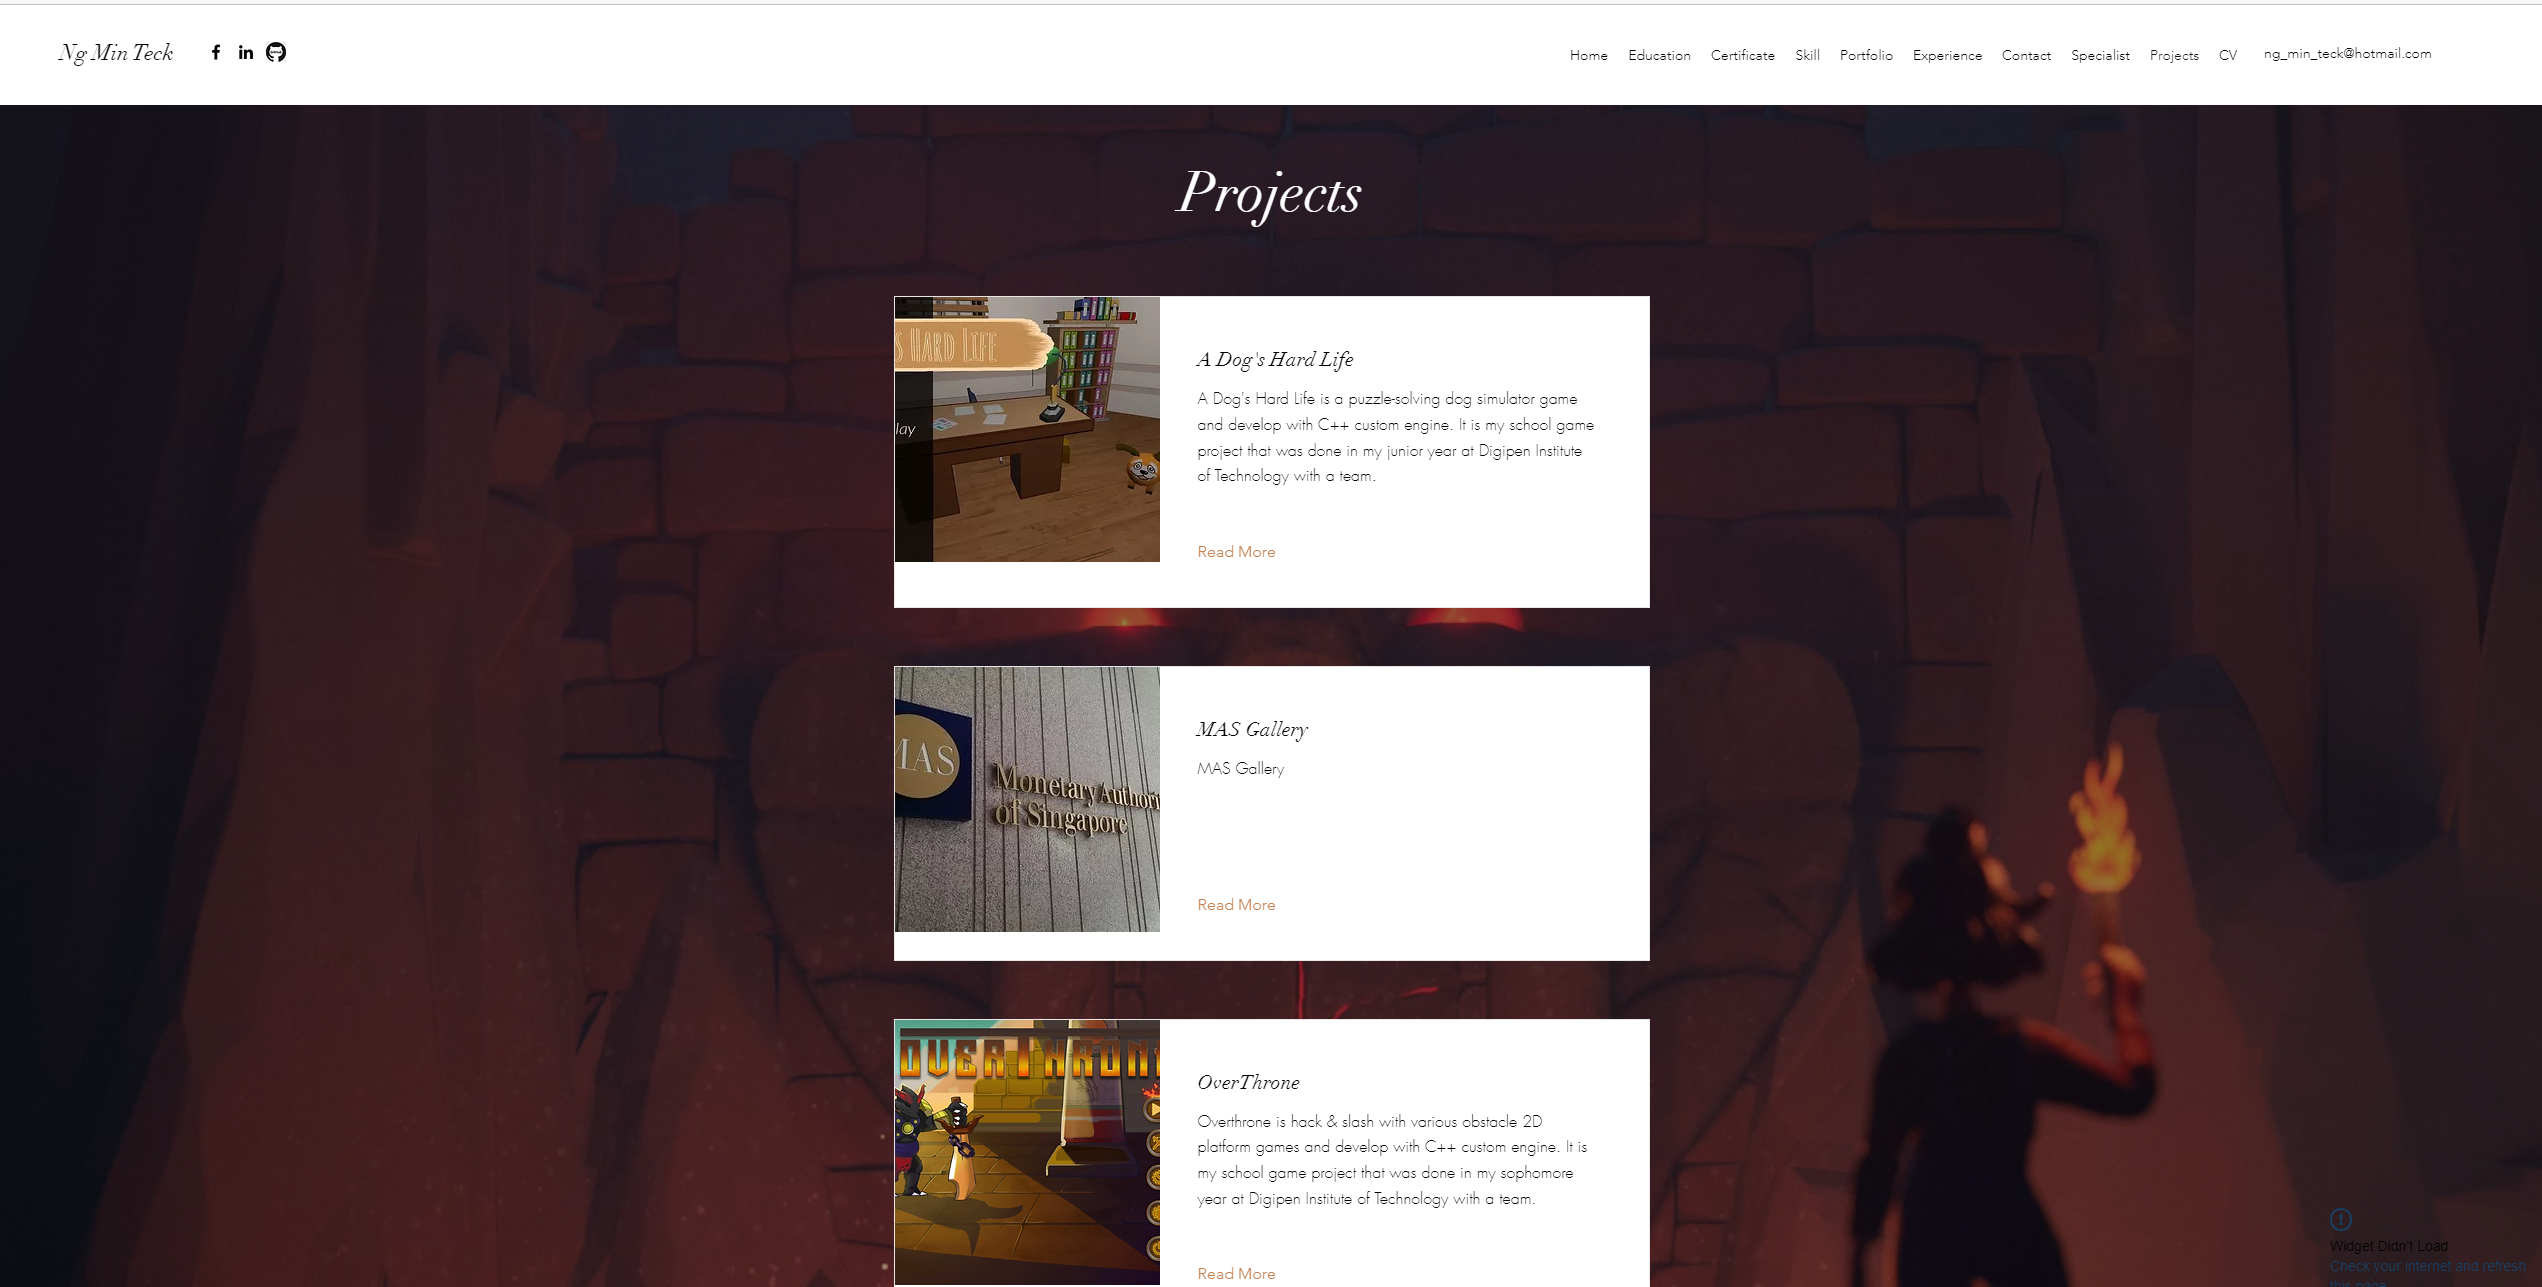 Ng Min Teck
Home Education Certificate Skill Portfolio Experience Contact Specialist Projects CV ng_min_teck@hotmail.com
Projects
S HARD LIFE
lay
A Dog's Hard Life
A Dog's Hard Life is a puzzle-solving dog simulator game
and develop with C++ custom engine. It is my school game
project that was done in my junior year at Digipen Institute
of Technology with a team.
Read More
MAS
Monetary Authori
of Singapore
MAS Gallery
MAS Gallery
Read More
OVERTHRON
OverThrone
Overthrone is hack & slash with various obstacle 2D
platform games and develop with C++ custom engine. It is
my school game project that was done in my sophomore
year at Digipen Institute of Technology with a team.
Read More
Widget Didn't Load
Check your internet and refresh
this page